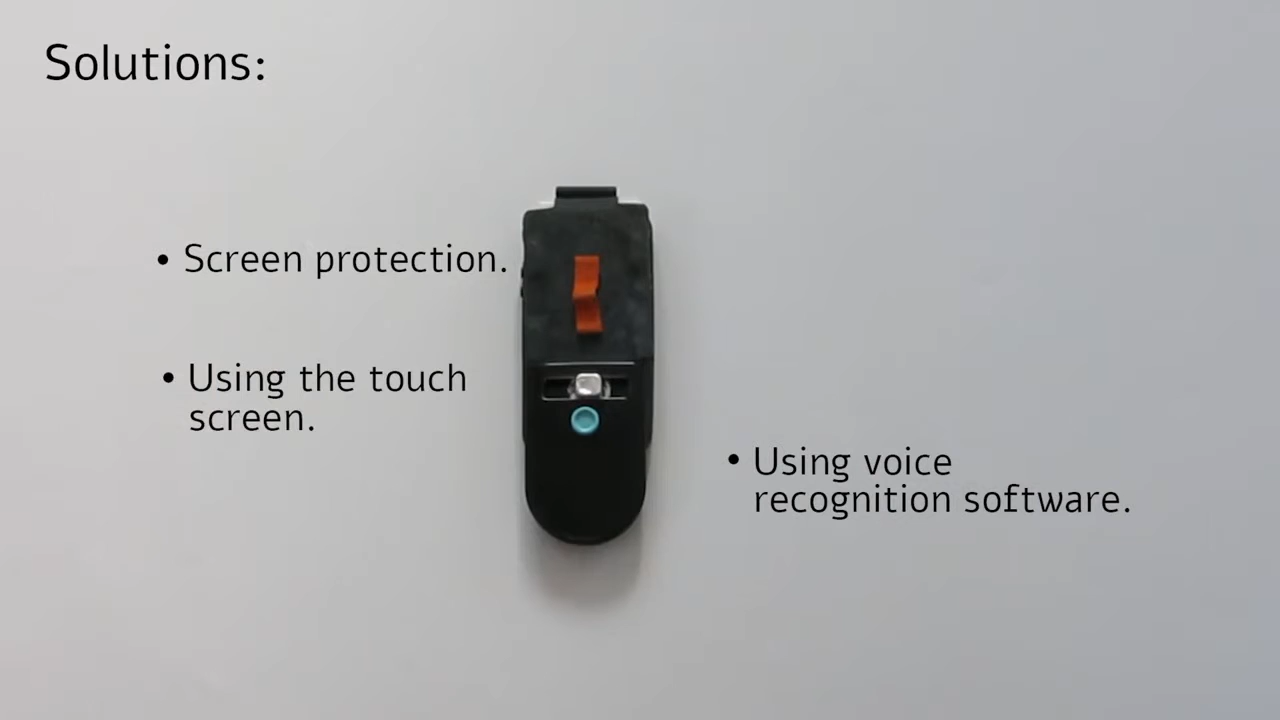 Solutions:
• Screen protection.
• Using the touch
screen.
• Using voice
recognition software.